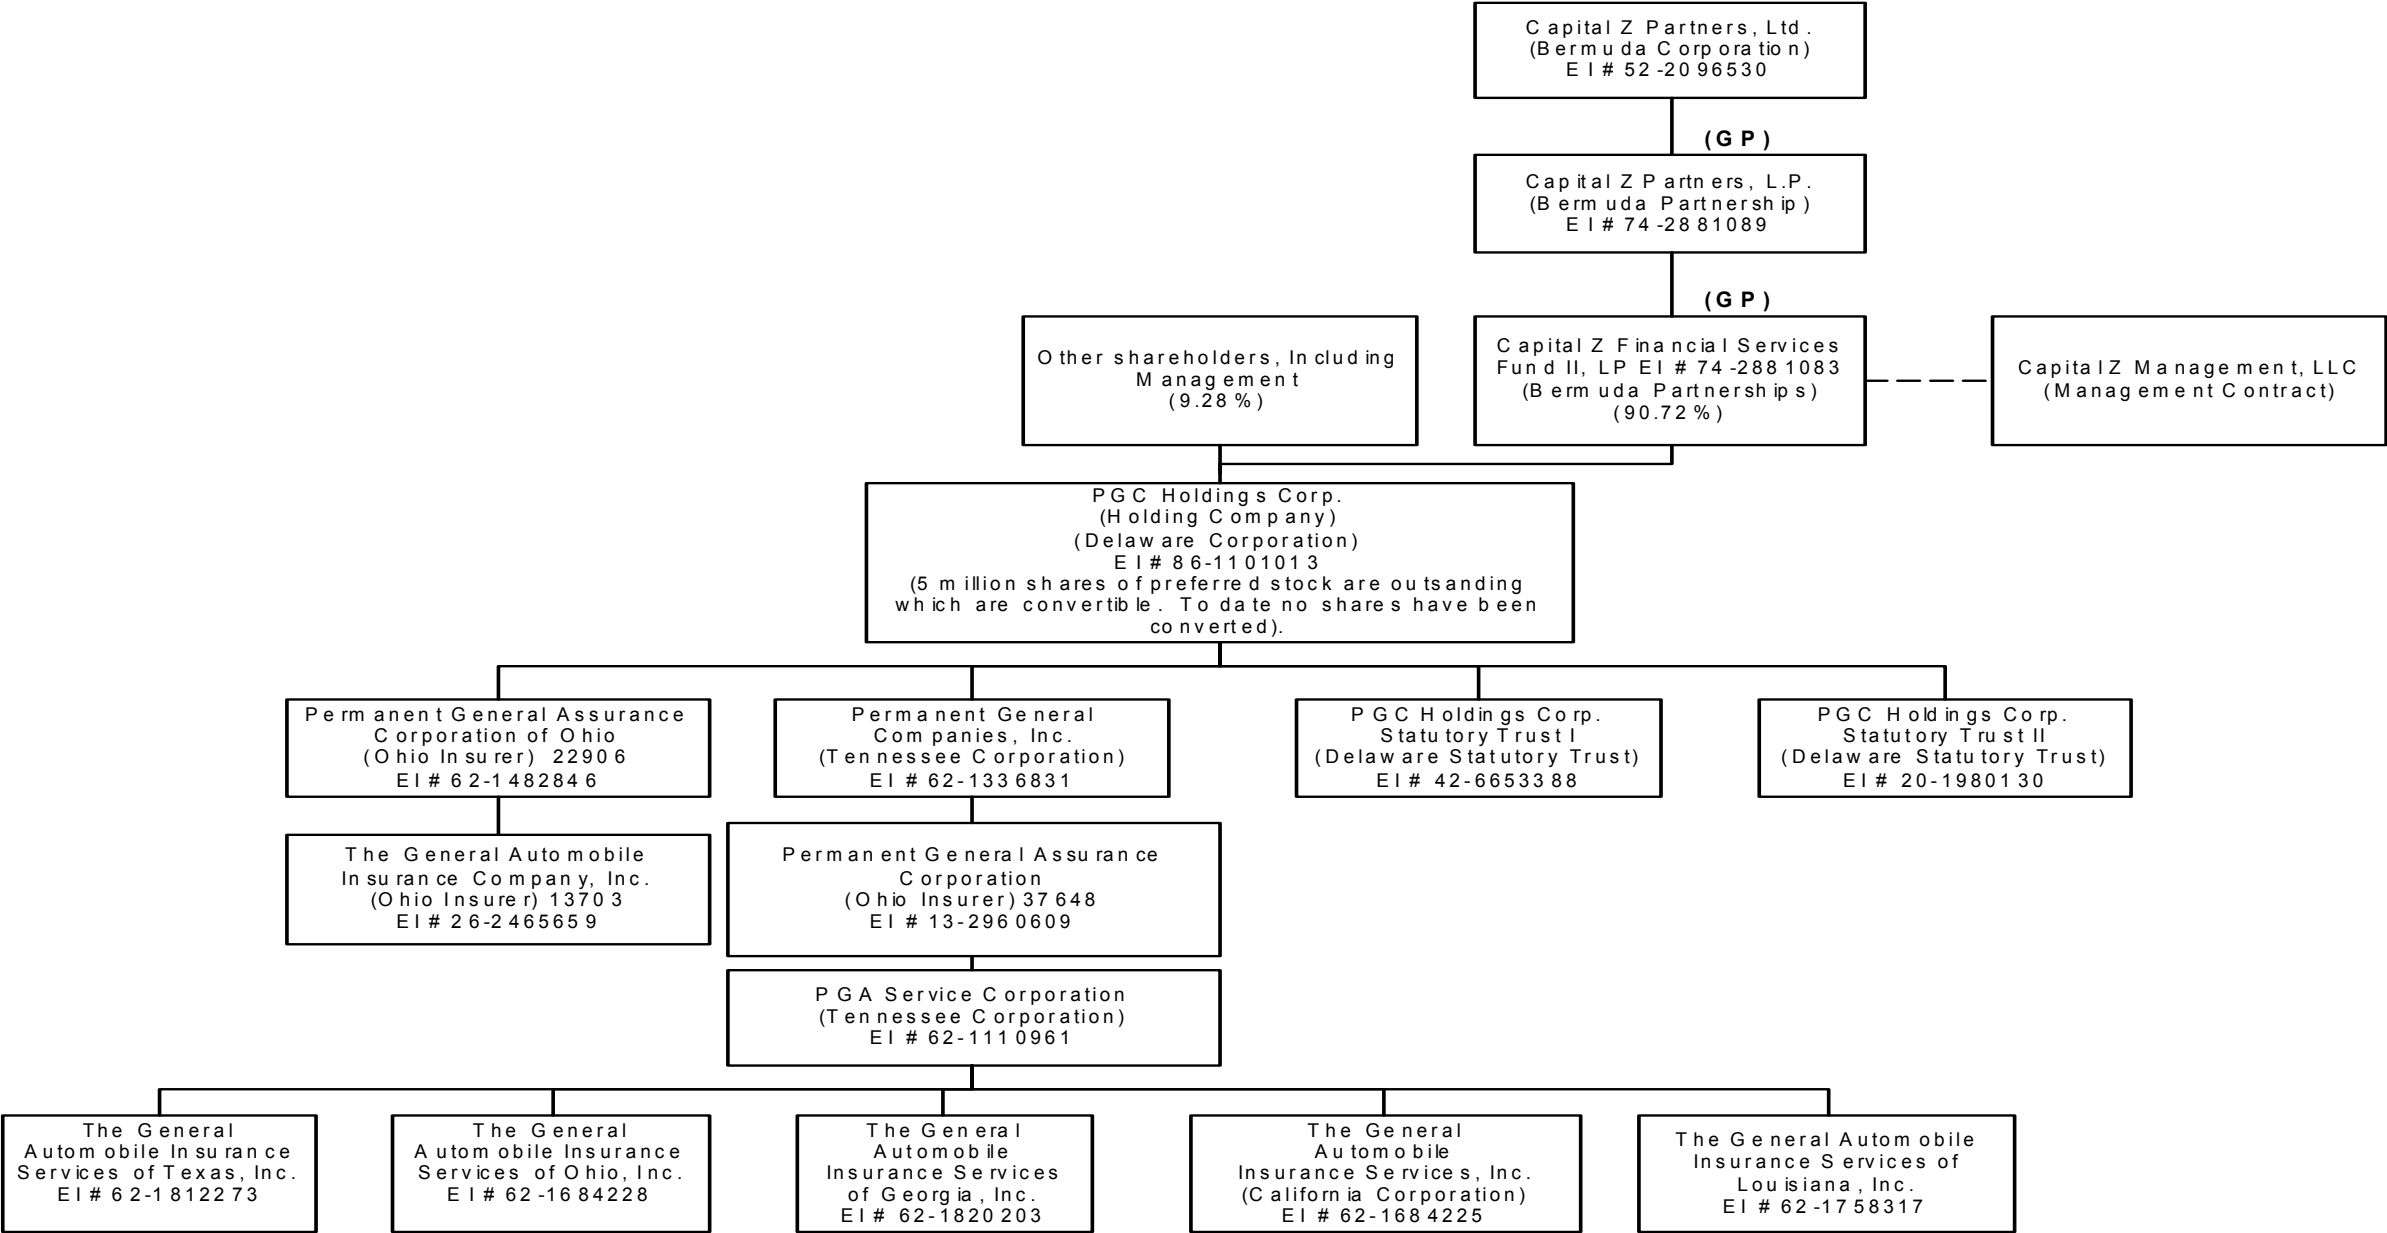 Capital Z Partners, Ltd.
(Bermuda Corporation)
EI# 52-2096530
(GP)
Capital Z Partners, L.P.
(Bermuda Partnership)
EI# 74-2881089
(GP)
Other shareholders, Including
Management
(9.28%)
Capital Z Financial Services
Fund II, LP EI# 74-2881083
(Bermuda Partnerships)
(90.72%)
Capital Z Management, LLC
(Management Contract)
PGC Holdings Corp.
(Holding Company)
(Delaware Corporation)
EI# 86-1101013
(5 million shares of preferred stock are outsanding
which are convertible. To date no shares have been
converted).
Permanent General Assurance
Corporation of Ohio
(Ohio Insurer) 22906
EI# 62-1482846
Permanent General
Companies, Inc.
(Tennessee Corporation)
EI# 62-1336831
PGC Holdings Corp.
Statutory Trust I
(Delaware Statutory Trust)
EI# 42-6653388
PGC Holdings Corp.
Statutory Trust II
(Delaware Statutory Trust)
EI# 20-1980130
The General Automobile
Insurance Company, Inc.
(Ohio Insurer) 13703
EI# 26-2465659
Permanent General Assurance
Corporation
(Ohio Insurer) 37648
EI# 13-2960609
PGA Service Corporation
(Tennessee Corporation)
EI# 62-1110961
The General
Automobile Insurance
Services of Texas, Inc.
EI# 62-1812273
The General
Automobile Insurance
Services of Ohio, Inc.
EI# 62-1684228
The General
Automobile
Insurance Services
of Georgia, Inc.
EI# 62-1820203
The General
Automobile
Insurance Services, Inc.
(California Corporation)
EI# 62-1684225
The General Automobile
Insurance Services of
Louisiana, Inc.
EI# 62-1758317